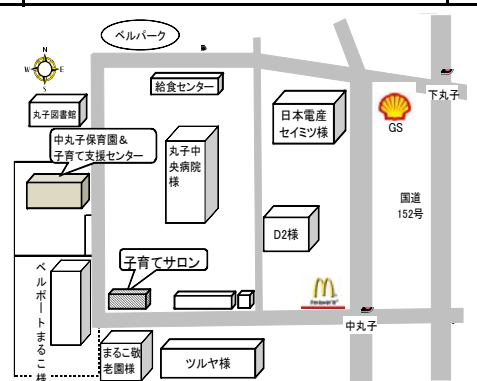 ベルパーク
N
W E
S
給食センター
丸子図書館
日本電産
セイミツ様
GS
下丸子
中丸子保育園＆
子育て支援センター
丸子中
央病院
様
国道
152号
D2様
子育てサロン
ベルポートまるこ様
中丸子
まるこ敬
老園様
ツルヤ様